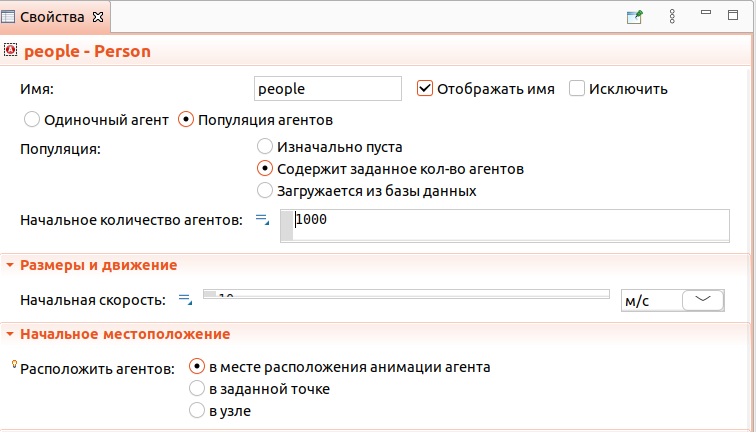 Свойства
people - Person
Имя: people Отображать имя Исключить
Одиночный агент Популяция агентов
Популяция: Изначально пуста
Содержит заданное кол-во агентов
Загружается из базы данных
Начальное количество агентов: 1000
Размеры и движение
Начальная скорость: м/с
Начальное местоположение
Расположить агентов: в месте расположения анимации агента
в заданной точке
в узле